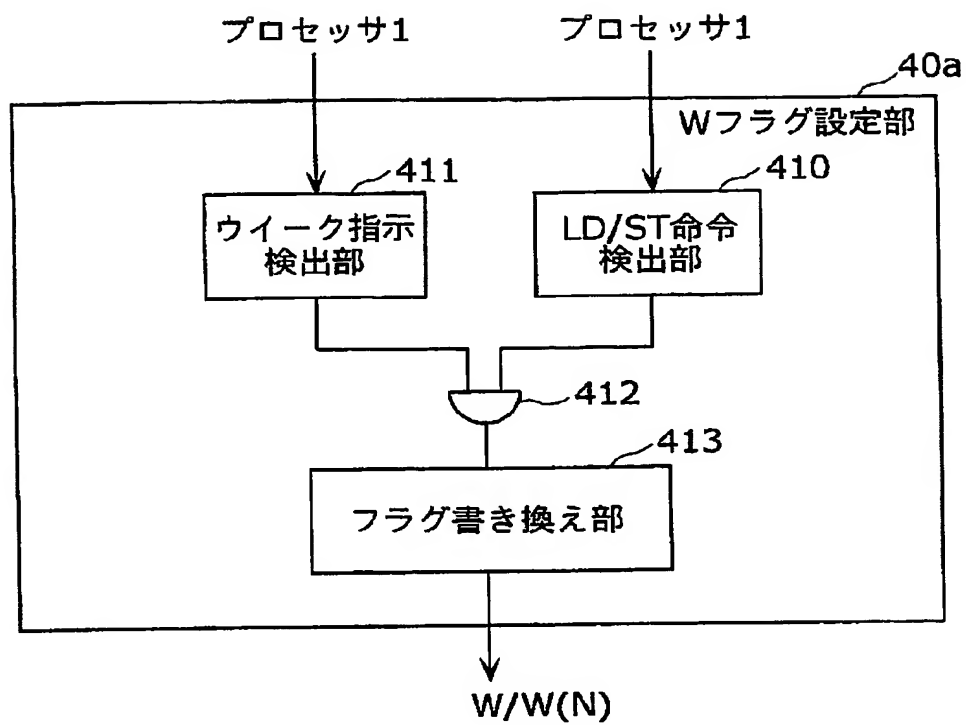 プロセッサ1
プロセッサ1
40a
Wフラグ設定部
411
410
ウイーク指示
検出部
LD/ST命令
検出部
412
413
フラグ書き換え部
W/W(N)